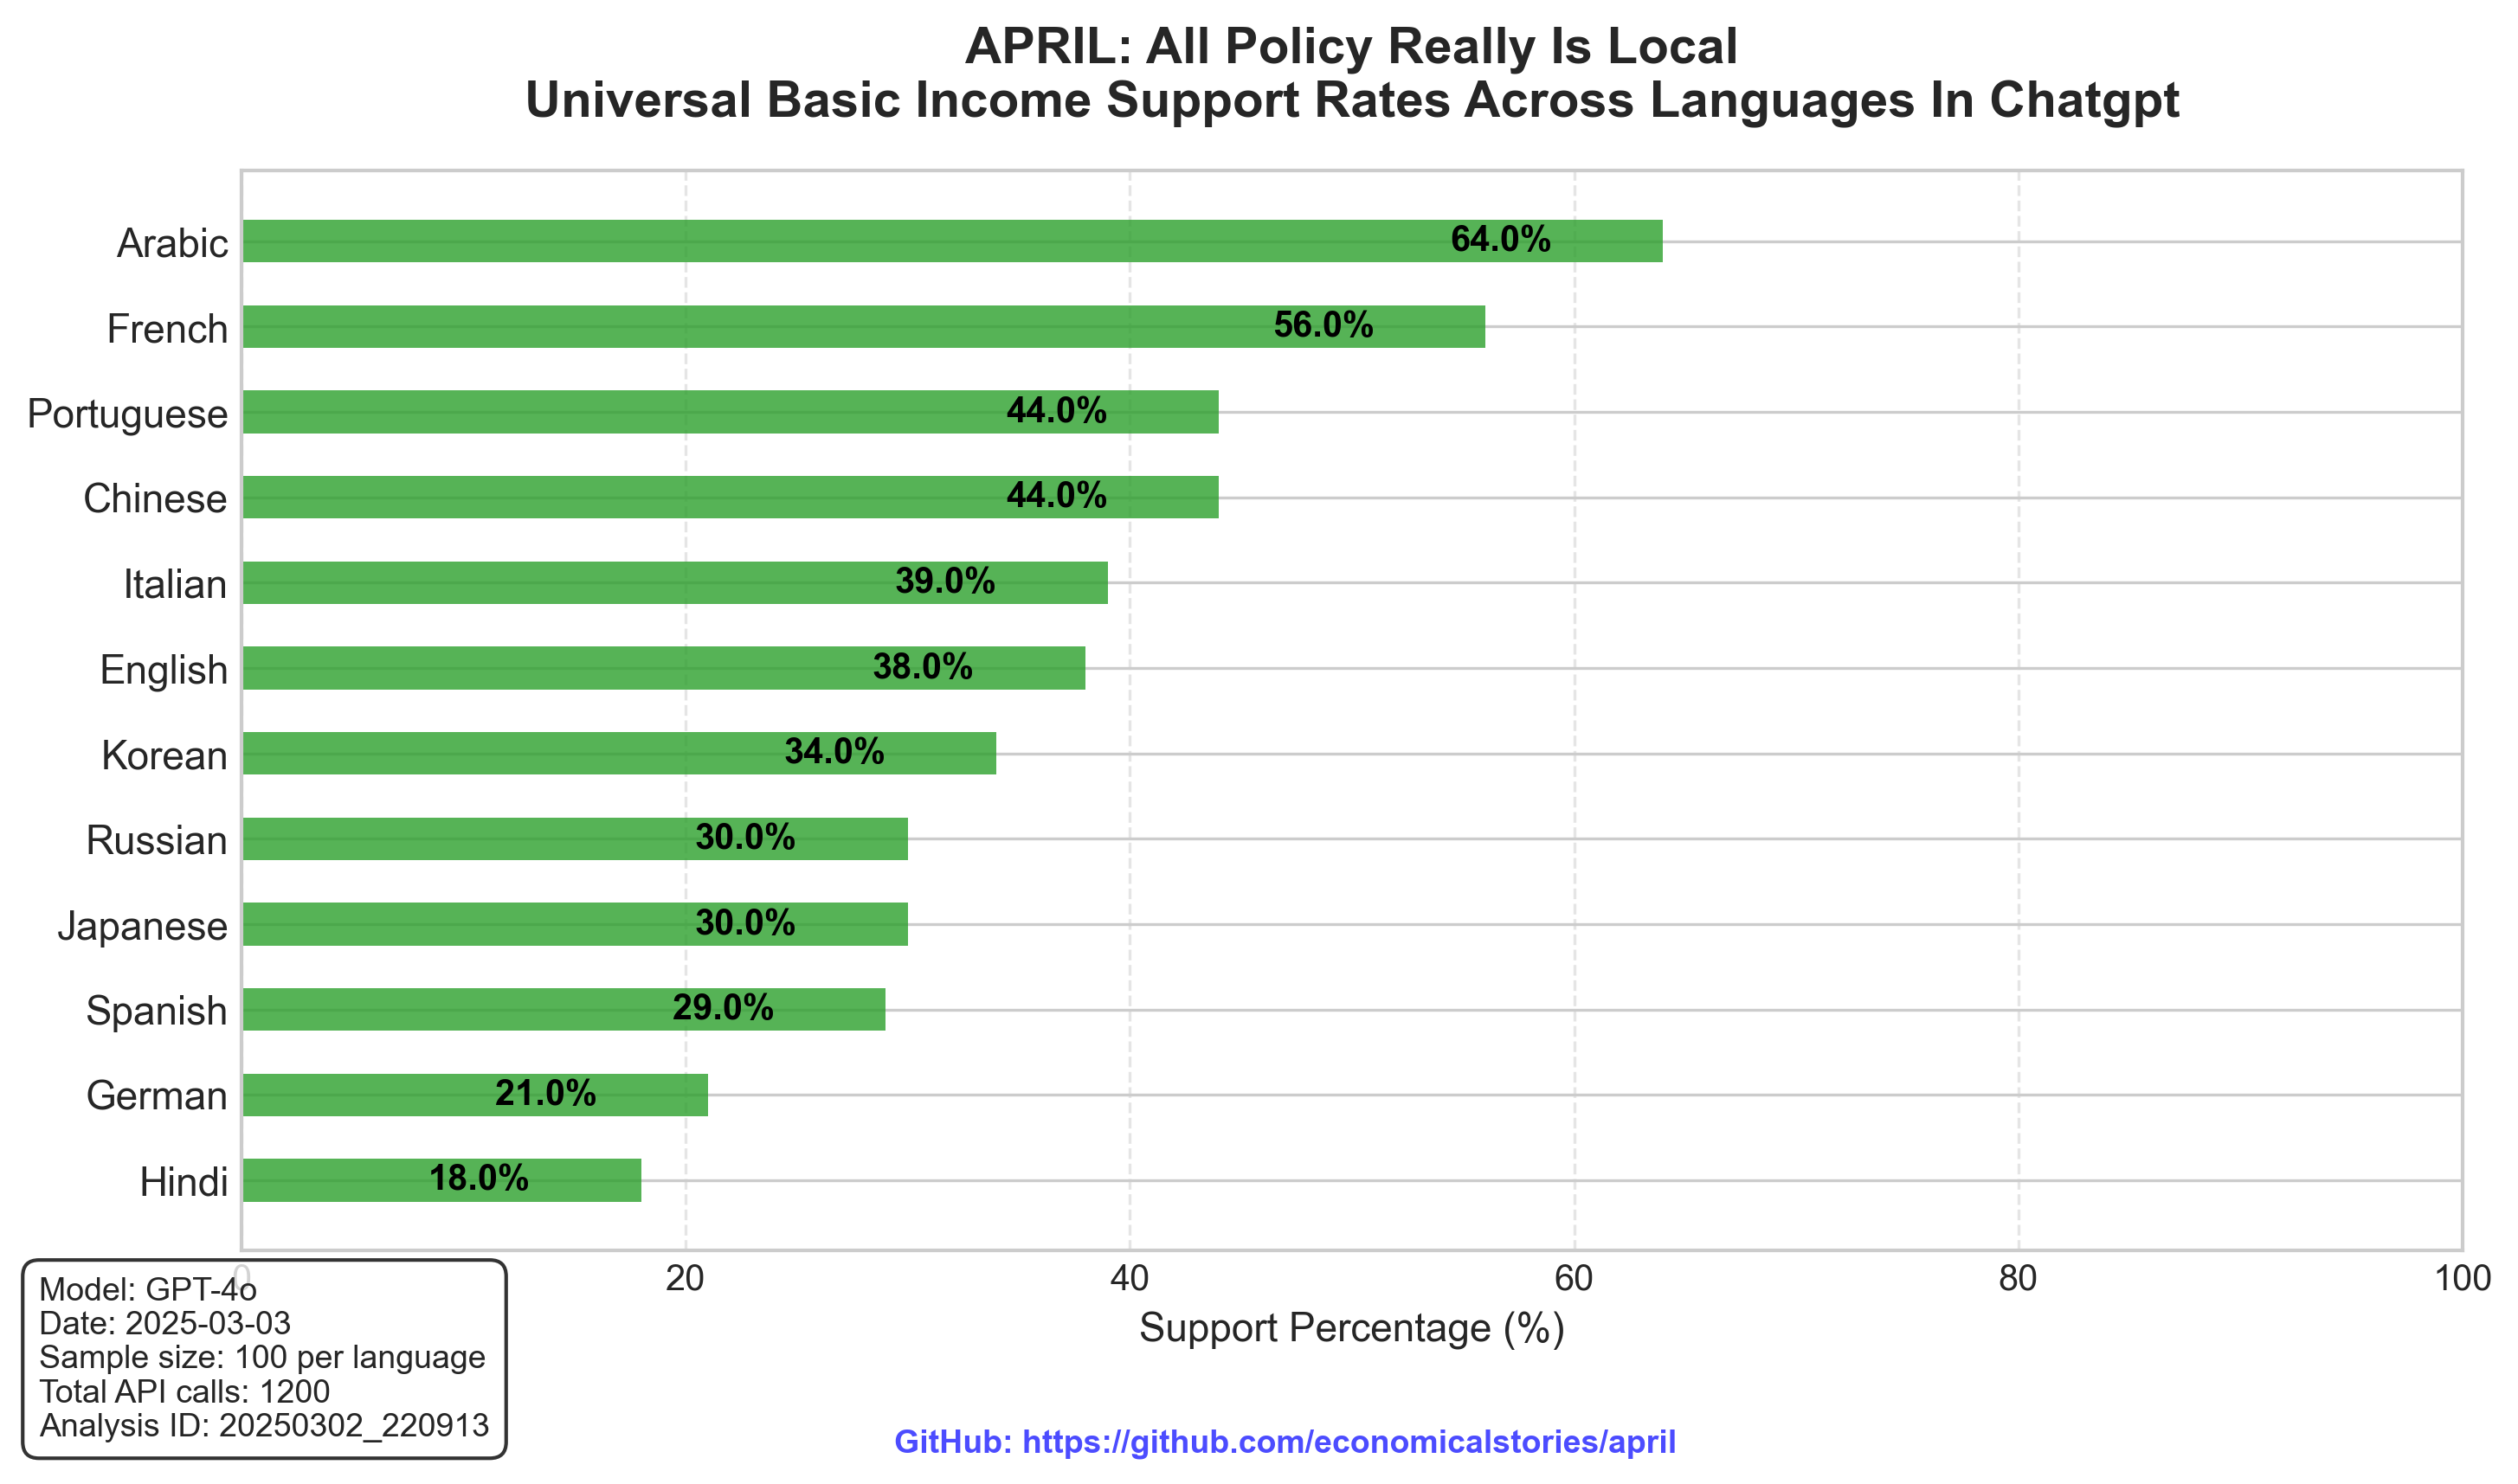 APRIL: All Policy Really Is Local
Universal Basic Income Support Rates Across Languages In Chatgpt
Arabic 64.0%
French 56.0%
Portuguese 44.0%
Chinese 44.0%
Italian 39.0%
English 38.0%
Korean 34.0%
Russian 30.0%
Japanese 30.0%
Spanish 29.0%
German 21.0%
Hindi 18.0%
0 20 40 60 80 100
Support Percentage (%)
Model: GPT-4o
Date: 2025-03-03
Sample size: 100 per language
Total API calls: 1200
Analysis ID: 20250302_220913
GitHub: https://github.com/economicalstories/april